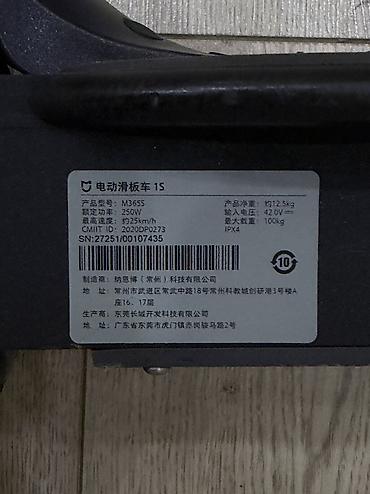 电动滑板车 1S
产品型号: M365S 产品净重: 约12.5kg
额定功率: 250W 输入电压: 42.0V⎓
最高速度: 约25km/h 最大载重: 100kg
CMIIT ID: 2020DP0273 IPX4
SN:27251/00107435
10
制造商: 纳恩博（常州）科技有限公司
地 址: 常州市武进区常武中路18号常州科教城创研港3号楼A
座16、17层
生产商: 东莞长域开发科技有限公司
地 址: 广东省东莞市虎门镇赤岗骏马路2号